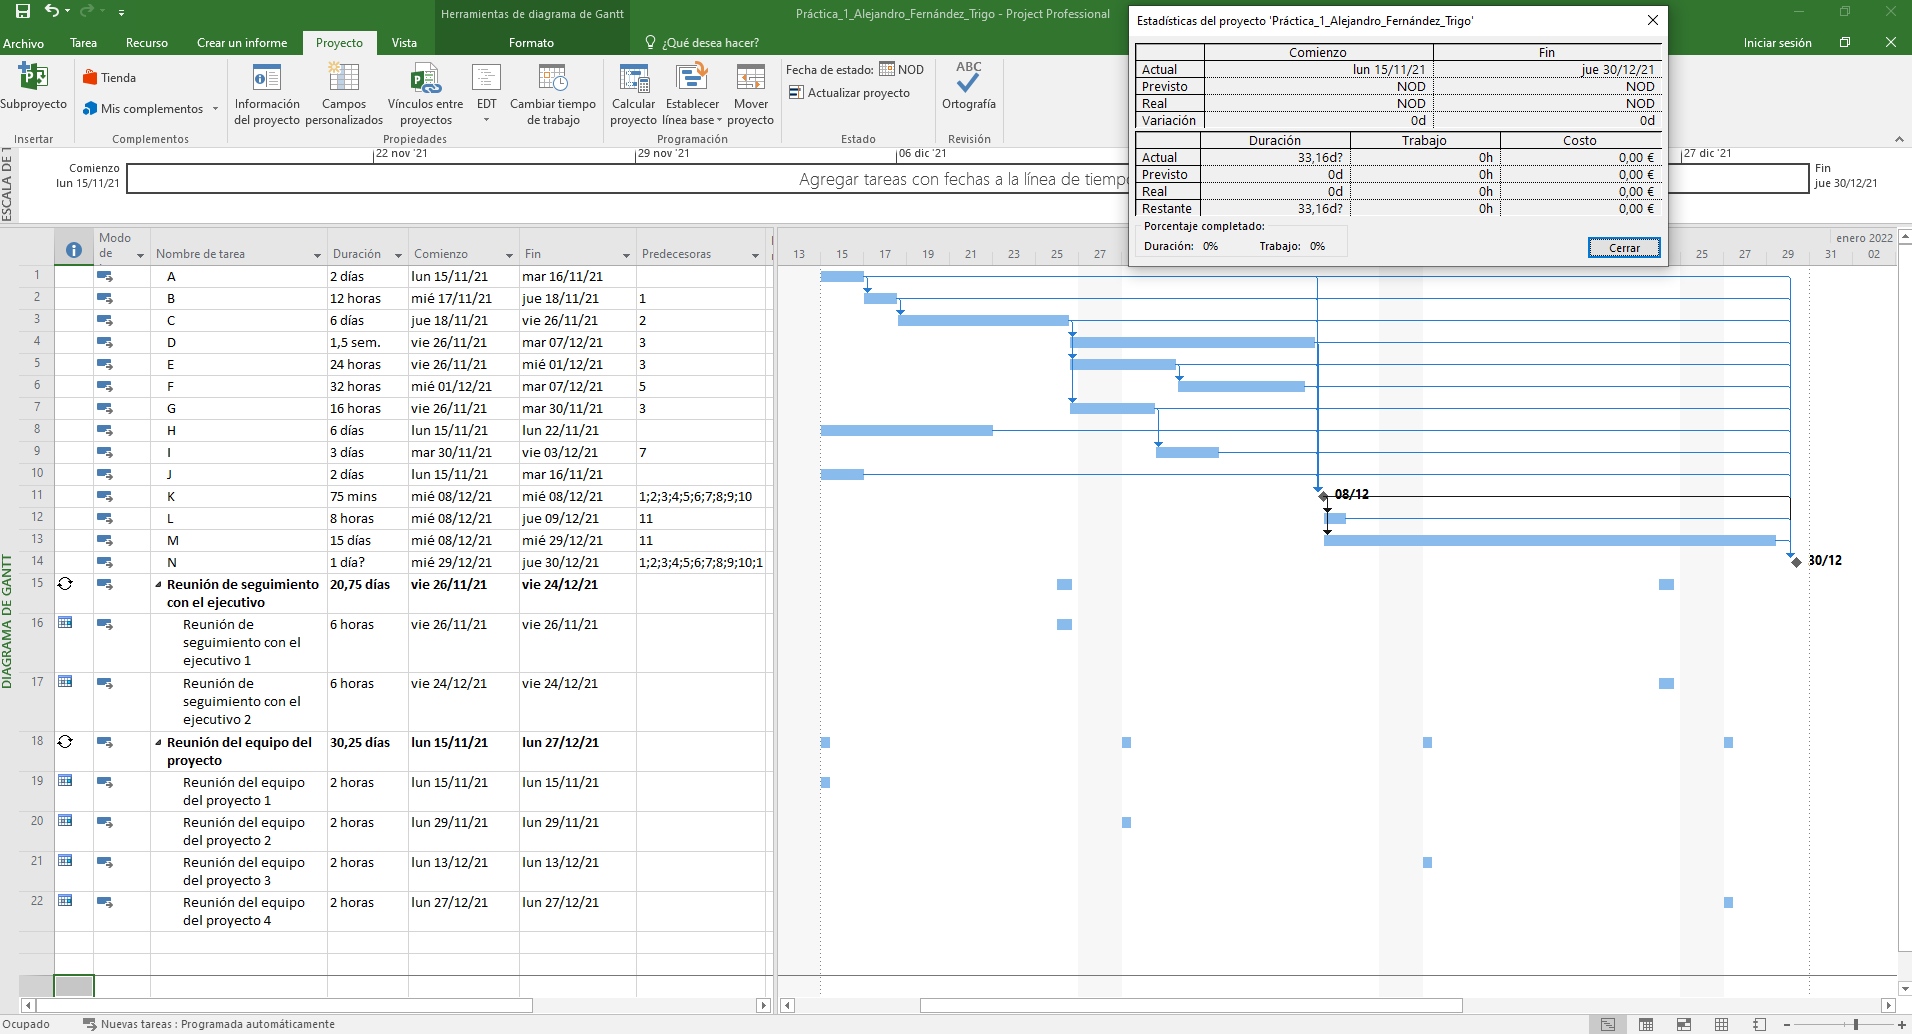 Herramientas de diagrama de Gantt
Práctica_1_Alejandro_Fernández_Trigo - Project Professional
Archivo Tarea Recurso Crear un informe Proyecto Vista Formato ¿Qué desea hacer? Iniciar sesión
Subproyecto
Insertar
Tienda
Mis complementos
Complementos
Información
del proyecto
Campos
personalizados
Vínculos entre
proyectos
EDT
Cambiar tiempo
de trabajo
Propiedades
Calcular
proyecto
Establecer
línea base
Mover
proyecto
Programación
Fecha de estado: NOD
Actualizar proyecto
Estado
ABC
Ortografía
Revisión
Estadísticas del proyecto 'Práctica_1_Alejandro_Fernández_Trigo'
Comienzo Fin
Actual lun 15/11/21 jue 30/12/21
Previsto NOD NOD
Real NOD NOD
Variación 0d 0d
Duración Trabajo Costo
Actual 33,16d? 0h 0,00 €
Previsto 0d 0h 0,00 €
Real 0d 0h 0,00 €
Restante 33,16d? 0h 0,00 €
Porcentaje completado:
Duración: 0% Trabajo: 0%
Cerrar
ESCALA DE T
22 nov '21 29 nov '21 06 dic '21 27 dic '21
Comienzo
lun 15/11/21
Agregar tareas con fechas a la línea de tiempo
Fin
jue 30/12/21
DIAGRAMA DE GANTT
Modo
de
Nombre de tarea Duración Comienzo Fin Predecesoras
enero 2022
13 15 17 19 21 23 25 27 25 27 29 31 02
1 A 2 días lun 15/11/21 mar 16/11/21
2 B 12 horas mié 17/11/21 jue 18/11/21 1
3 C 6 días jue 18/11/21 vie 26/11/21 2
4 D 1,5 sem. vie 26/11/21 mar 07/12/21 3
5 E 24 horas vie 26/11/21 mié 01/12/21 3
6 F 32 horas mié 01/12/21 mar 07/12/21 5
7 G 16 horas vie 26/11/21 mar 30/11/21 3
8 H 6 días lun 15/11/21 lun 22/11/21
9 I 3 días mar 30/11/21 vie 03/12/21 7
10 J 2 días lun 15/11/21 mar 16/11/21
11 K 75 mins mié 08/12/21 mié 08/12/21 1;2;3;4;5;6;7;8;9;10 08/12
12 L 8 horas mié 08/12/21 jue 09/12/21 11
13 M 15 días mié 08/12/21 mié 29/12/21 11
14 N 1 día? mié 29/12/21 jue 30/12/21 1;2;3;4;5;6;7;8;9;10;1 30/12
15 Reunión de seguimiento 20,75 días vie 26/11/21 vie 24/12/21
con el ejecutivo
16 Reunión de 6 horas vie 26/11/21 vie 26/11/21
seguimiento con el
ejecutivo 1
17 Reunión de 6 horas vie 24/12/21 vie 24/12/21
seguimiento con el
ejecutivo 2
18 Reunión del equipo del 30,25 días lun 15/11/21 lun 27/12/21
proyecto
19 Reunión del equipo 2 horas lun 15/11/21 lun 15/11/21
del proyecto 1
20 Reunión del equipo 2 horas lun 29/11/21 lun 29/11/21
del proyecto 2
21 Reunión del equipo 2 horas lun 13/12/21 lun 13/12/21
del proyecto 3
22 Reunión del equipo 2 horas lun 27/12/21 lun 27/12/21
del proyecto 4
Ocupado Nuevas tareas : Programada automáticamente